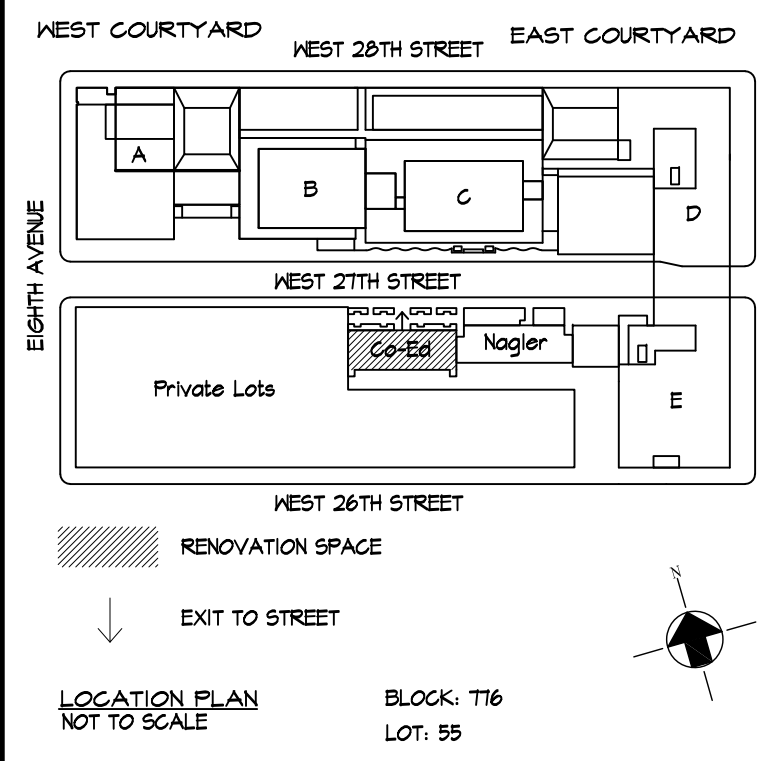 WEST COURTYARD
WEST 28TH STREET
EAST COURTYARD
A
B
C
D
EIGHTH AVENUE
WEST 27TH STREET
Co-Ed
Nagler
Private Lots
E
WEST 26TH STREET
RENOVATION SPACE
EXIT TO STREET
N
LOCATION PLAN
NOT TO SCALE
BLOCK: 776
LOT: 55